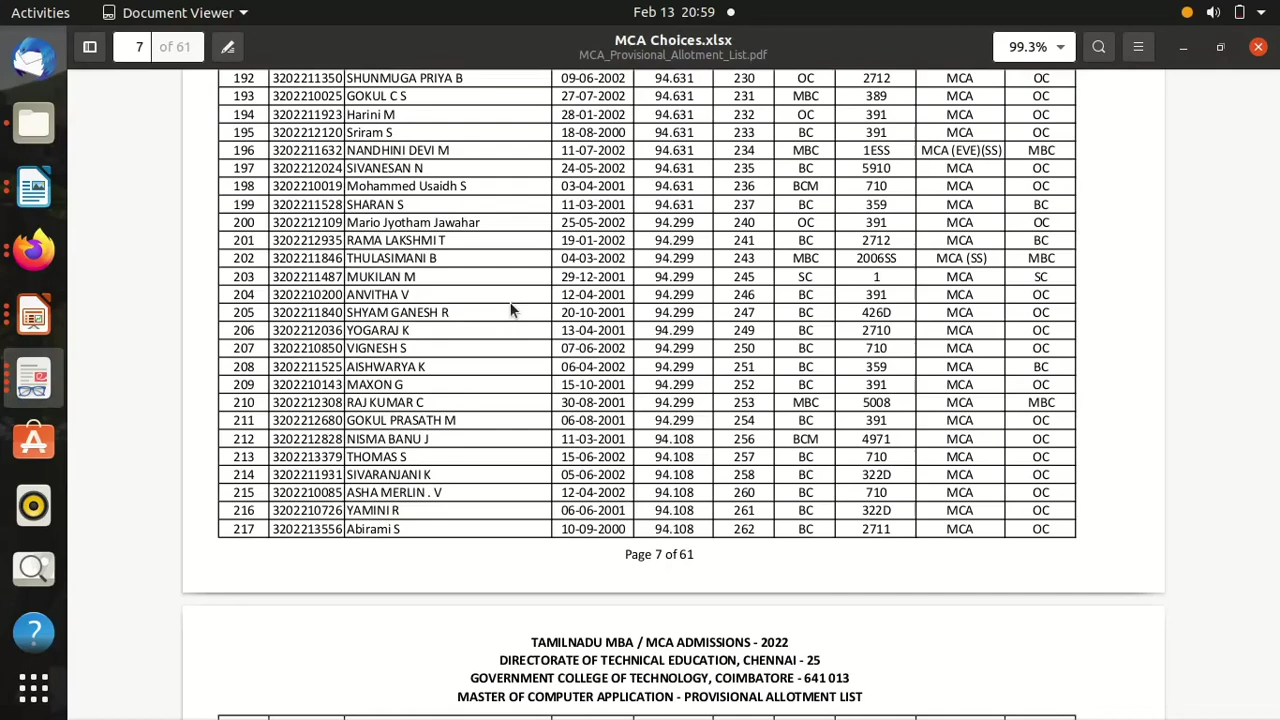 Activities Document Viewer Feb 13 20:59
7 of 61 MCA Choices.xlsx 99.3%
MCA_Provisional_Allotment_List.pdf
192 3202211350 SHUNMUGA PRIYA B 09-06-2002 94.631 230 OC 2712 MCA OC
193 3202210025 GOKUL C S 27-07-2002 94.631 231 MBC 389 MCA OC
194 3202211923 Harini M 28-01-2002 94.631 232 OC 391 MCA OC
195 3202212120 Sriram S 18-08-2000 94.631 233 BC 391 MCA OC
196 3202211632 NANDHINI DEVI M 11-07-2002 94.631 234 MBC 1ESS MCA (EVE)(SS) MBC
197 3202212024 SIVANESAN N 24-05-2002 94.631 235 BC 5910 MCA OC
198 3202210019 Mohammed Usaidh S 03-04-2001 94.631 236 BCM 710 MCA OC
199 3202211528 SHARAN S 11-03-2001 94.631 237 BC 359 MCA BC
200 3202212109 Mario Jyotham Jawahar 25-05-2002 94.299 240 OC 391 MCA OC
201 3202212935 RAMA LAKSHMI T 19-01-2002 94.299 241 BC 2712 MCA BC
202 3202211846 THULASIMANI B 04-03-2002 94.299 243 MBC 2006SS MCA (SS) MBC
203 3202211487 MUKILAN M 29-12-2001 94.299 245 SC 1 MCA SC
204 3202210200 ANVITHA V 12-04-2001 94.299 246 BC 391 MCA OC
205 3202211840 SHYAM GANESH R 20-10-2001 94.299 247 BC 426D MCA OC
206 3202212036 YOGARAJ K 13-04-2001 94.299 249 BC 2710 MCA OC
207 3202210850 VIGNESH S 07-06-2002 94.299 250 BC 710 MCA OC
208 3202211525 AISHWARYA K 06-04-2002 94.299 251 BC 359 MCA BC
209 3202210143 MAXON G 15-10-2001 94.299 252 BC 391 MCA OC
210 3202212308 RAJ KUMAR C 30-08-2001 94.299 253 MBC 5008 MCA MBC
211 3202212680 GOKUL PRASATH M 06-08-2001 94.299 254 BC 391 MCA OC
212 3202212828 NISMA BANU J 11-03-2001 94.108 256 BCM 4971 MCA OC
213 3202213379 THOMAS S 15-06-2002 94.108 257 BC 710 MCA OC
214 3202211931 SIVARANJANI K 05-06-2002 94.108 258 BC 322D MCA OC
215 3202210085 ASHA MERLIN . V 12-04-2002 94.108 260 BC 710 MCA OC
216 3202210726 YAMINI R 06-06-2001 94.108 261 BC 322D MCA OC
217 3202213556 Abirami S 10-09-2000 94.108 262 BC 2711 MCA OC
Page 7 of 61
TAMILNADU MBA / MCA ADMISSIONS - 2022
DIRECTORATE OF TECHNICAL EDUCATION, CHENNAI - 25
GOVERNMENT COLLEGE OF TECHNOLOGY, COIMBATORE - 641 013
MASTER OF COMPUTER APPLICATION - PROVISIONAL ALLOTMENT LIST